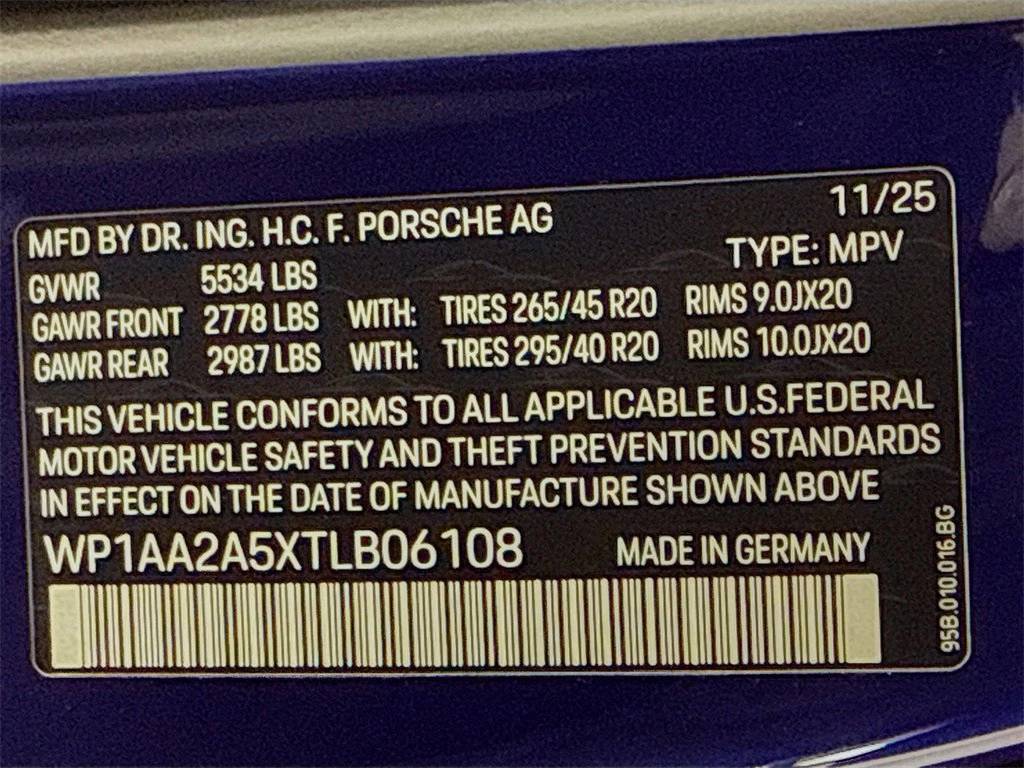 MFD BY DR. ING. H.C. F. PORSCHE AG 11/25
GVWR 5534 LBS TYPE: MPV
GAWR FRONT 2778 LBS WITH: TIRES 265/45 R20 RIMS 9.0JX20
GAWR REAR 2987 LBS WITH: TIRES 295/40 R20 RIMS 10.0JX20
THIS VEHICLE CONFORMS TO ALL APPLICABLE U.S.FEDERAL
MOTOR VEHICLE SAFETY AND THEFT PREVENTION STANDARDS
IN EFFECT ON THE DATE OF MANUFACTURE SHOWN ABOVE
WP1AA2A5XTLB06108 MADE IN GERMANY
95B.010.016.BG